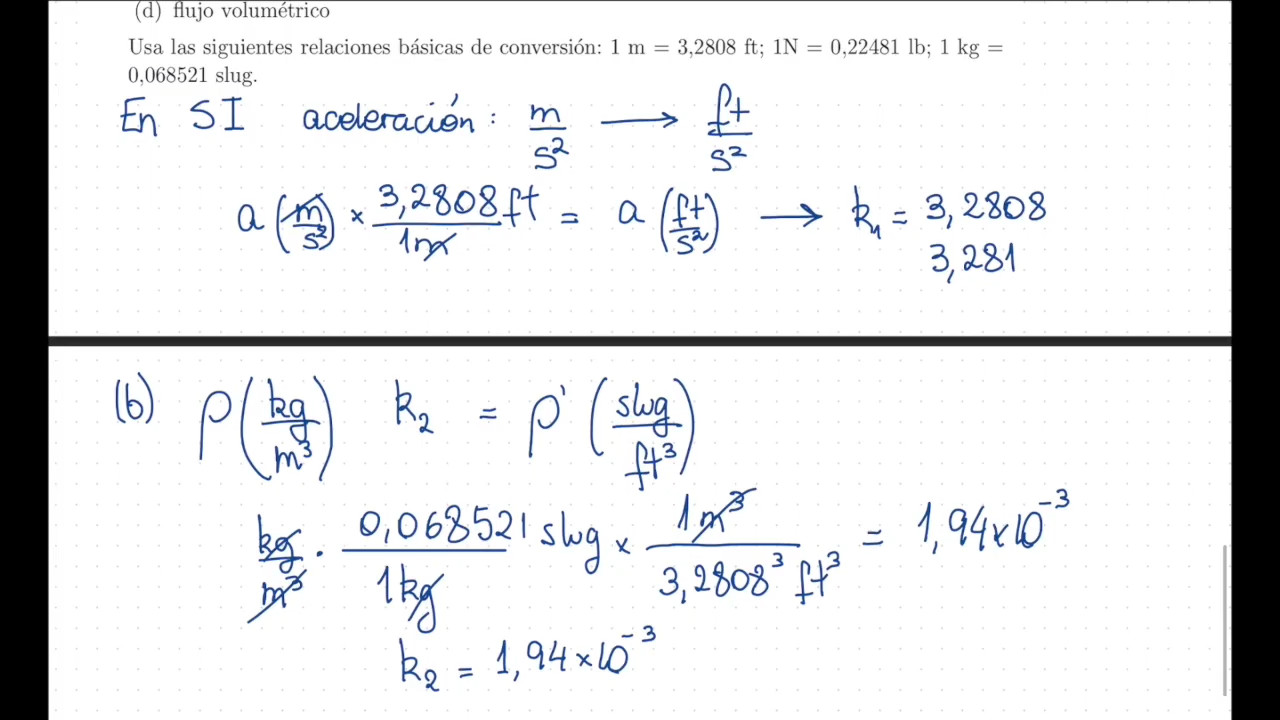 (d) flujo volumétrico
Usa las siguientes relaciones básicas de conversión: 1 m = 3,2808 ft; 1N = 0,22481 lb; 1 kg =
0,068521 slug.
En SI aceleración: m/s² → ft/s²
a (m/s²) × 3,2808 ft / 1m = a (ft/s²) → k₁ = 3,2808
3,281
(b) ρ (kg/m³) k₂ = ρ' (slug/ft³)
kg/m³ · 0,068521 slug / 1 kg × 1 m³ / 3,2808³ ft³ = 1,94×10⁻³
k₂ = 1,94×10⁻³